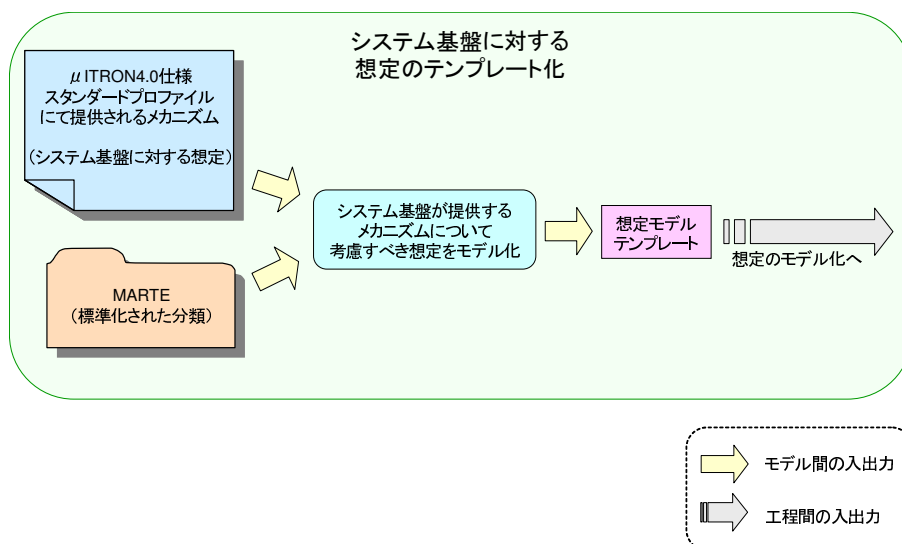 システム基盤に対する
想定のテンプレート化
μITRON4.0仕様
スタンダードプロファイル
にて提供されるメカニズム
(システム基盤に対する想定)
MARTE
(標準化された分類)
システム基盤が提供する
メカニズムについて
考慮すべき想定をモデル化
想定モデル
テンプレート
想定のモデル化へ
モデル間の入出力
工程間の入出力